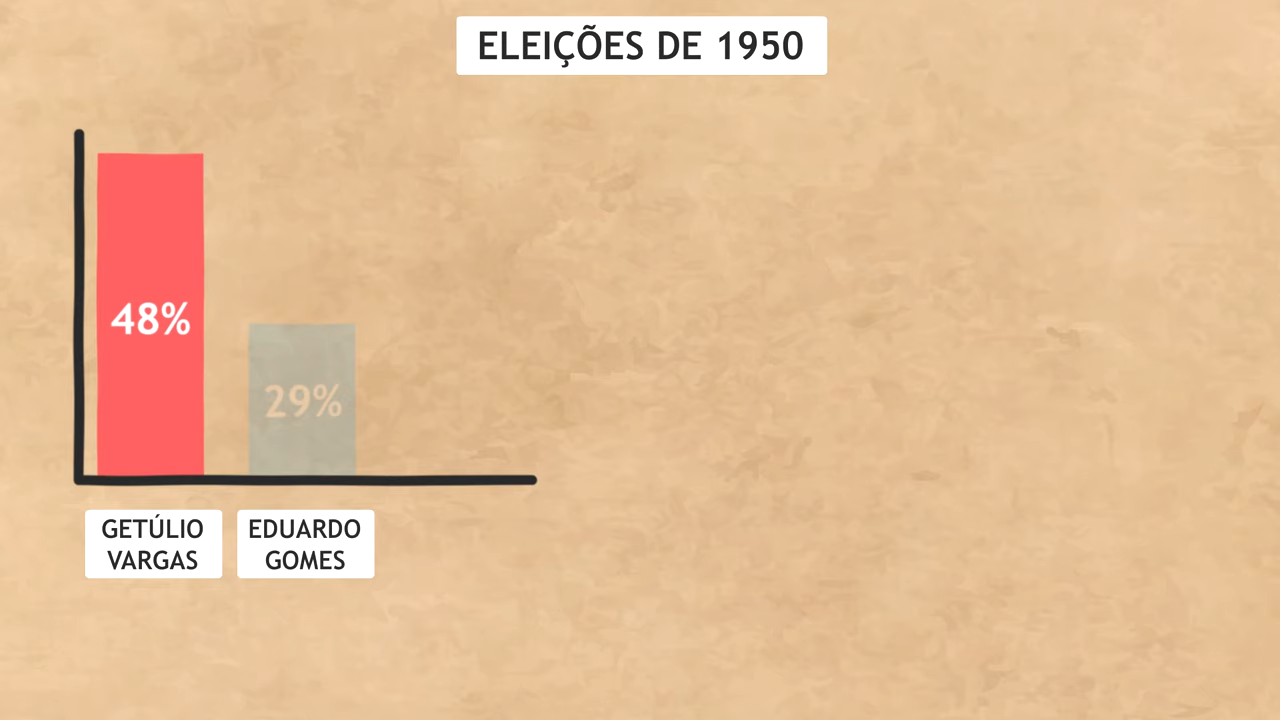 ELEIÇÕES DE 1950
48%
29%
GETÚLIO
VARGAS
EDUARDO
GOMES